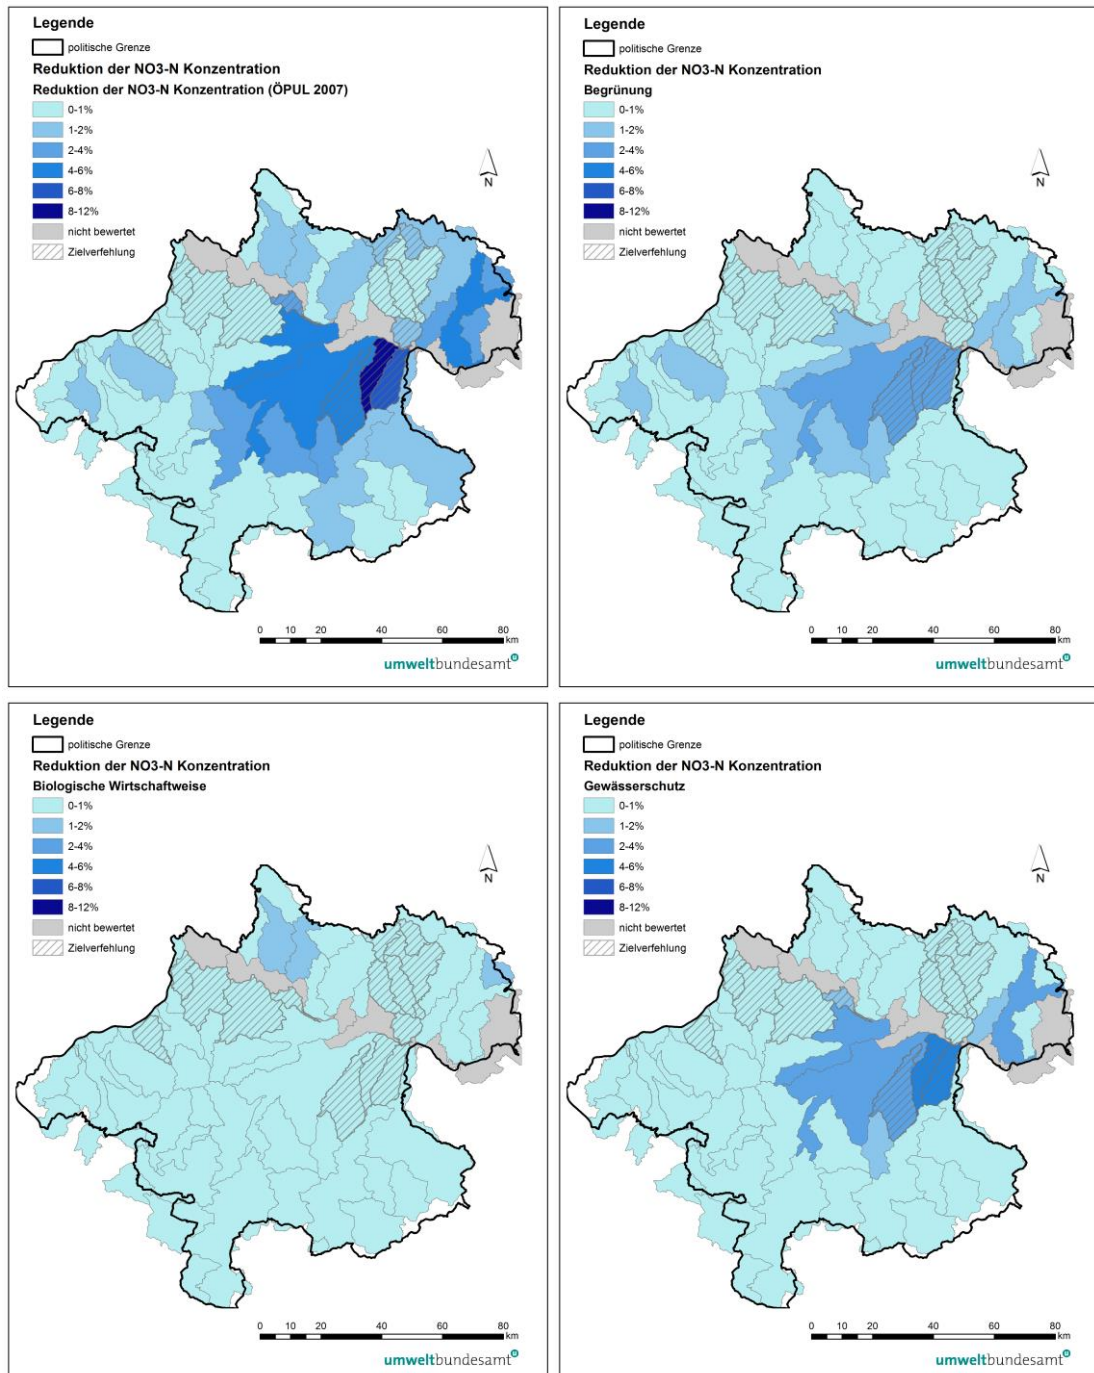 Legende
politische Grenze
Reduktion der NO3-N Konzentration
Reduktion der NO3-N Konzentration (ÖPUL 2007)
0-1%
1-2%
2-4%
4-6%
6-8%
8-12%
nicht bewertet
Zielverfehlung
N
0 10 20 40 60 80
km
umweltbundesamt
Legende
politische Grenze
Reduktion der NO3-N Konzentration
Begrünung
0-1%
1-2%
2-4%
4-6%
6-8%
8-12%
nicht bewertet
Zielverfehlung
N
0 10 20 40 60 80
km
umweltbundesamt
Legende
politische Grenze
Reduktion der NO3-N Konzentration
Biologische Wirtschaftweise
0-1%
1-2%
2-4%
4-6%
6-8%
8-12%
nicht bewertet
Zielverfehlung
N
0 10 20 40 60 80
km
umweltbundesamt
Legende
politische Grenze
Reduktion der NO3-N Konzentration
Gewässerschutz
0-1%
1-2%
2-4%
4-6%
6-8%
8-12%
nicht bewertet
Zielverfehlung
N
0 10 20 40 60 80
km
umweltbundesamt